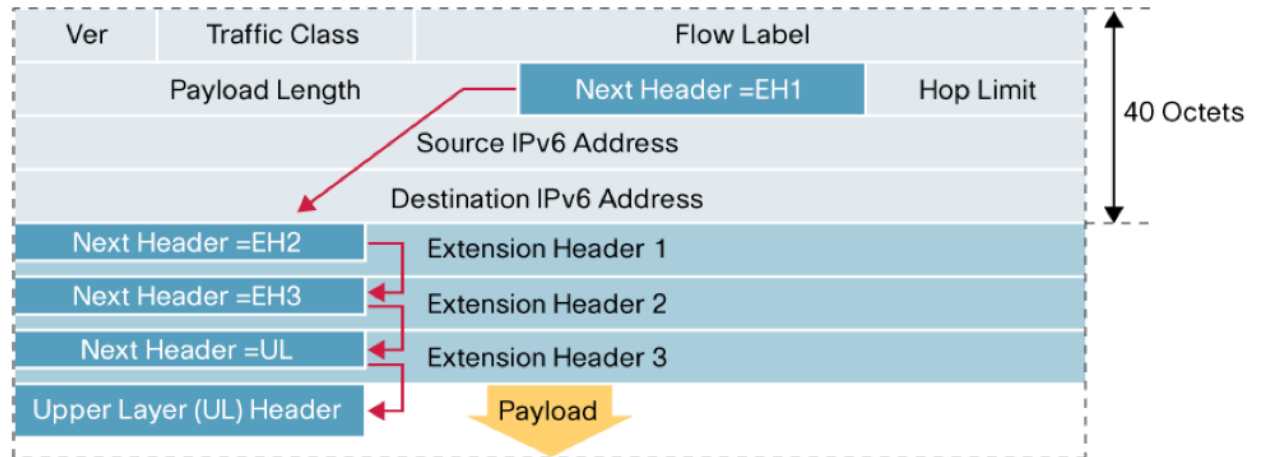 Ver Traffic Class Flow Label
Payload Length Next Header =EH1 Hop Limit
40 Octets
Source IPv6 Address
Destination IPv6 Address
Next Header =EH2 Extension Header 1
Next Header =EH3 Extension Header 2
Next Header =UL Extension Header 3
Upper Layer (UL) Header Payload